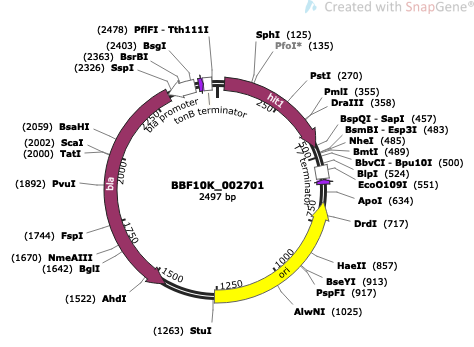 Created with SnapGene®
(2478) PflFI - Tth111I
(2403) BsgI
(2363) BsrBI
(2326) SspI
SphI (125)
PfoI* (135)
PstI (270)
PmlI (355)
DraIII (358)
BspQI - SapI (457)
BsmBI - Esp3I (483)
NheI (485)
BmtI (489)
BbvCI - Bpu10I (500)
BlpI (524)
EcoO109I (551)
ApoI (634)
DrdI (717)
HaeII (857)
BseYI (913)
PspFI (917)
AlwNI (1025)
(1263) StuI
(1522) AhdI
(1642) BglI
(1670) NmeAIII
(1744) FspI
(1892) PvuI
(2000) TatI
(2002) ScaI
(2059) BsaHI
bla promoter
tonB terminator
hlt1
T7 terminator
ori
bla
250
500
750
1000
1250
1500
1750
2000
2250
BBF10K_002701
2497 bp